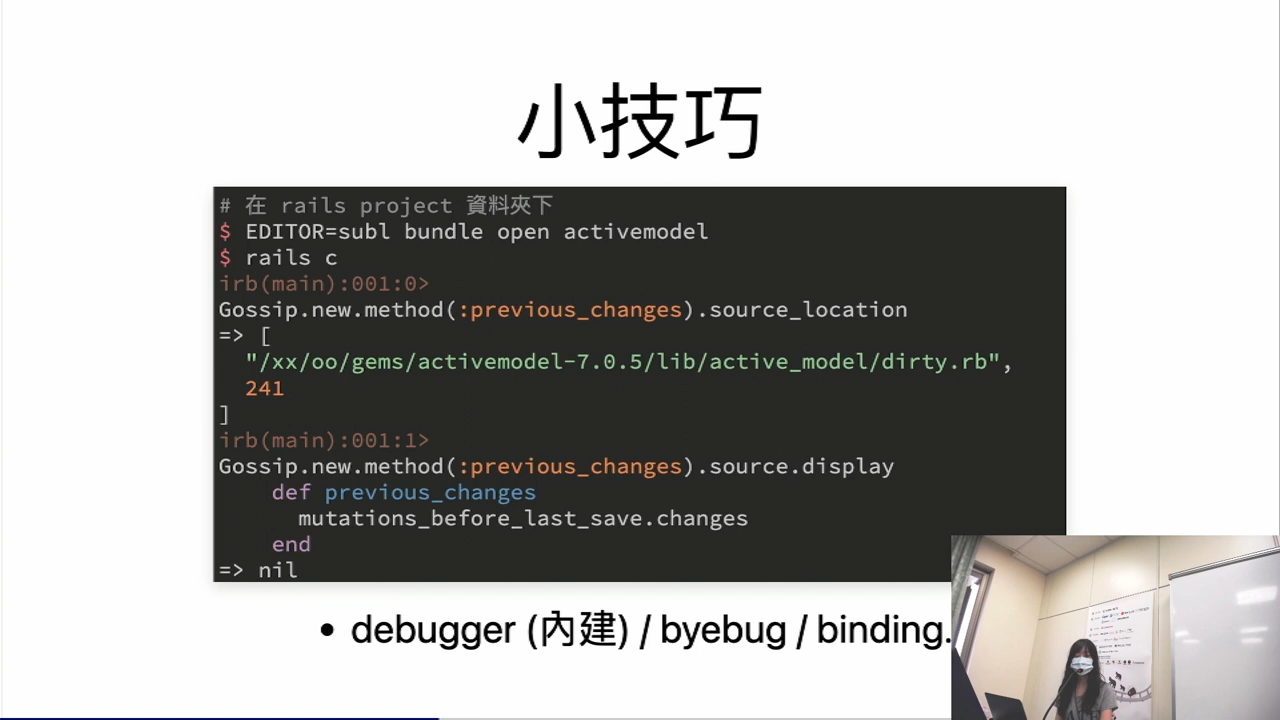 小技巧
# 在 rails project 資料夾下
$ EDITOR=subl bundle open activemodel
$ rails c
irb(main):001:0>
Gossip.new.method(:previous_changes).source_location
=> [
  "/xx/oo/gems/activemodel-7.0.5/lib/active_model/dirty.rb",
  241
]
irb(main):001:1>
Gossip.new.method(:previous_changes).source.display
    def previous_changes
      mutations_before_last_save.changes
    end
=> nil
• debugger (內建) / byebug / binding.